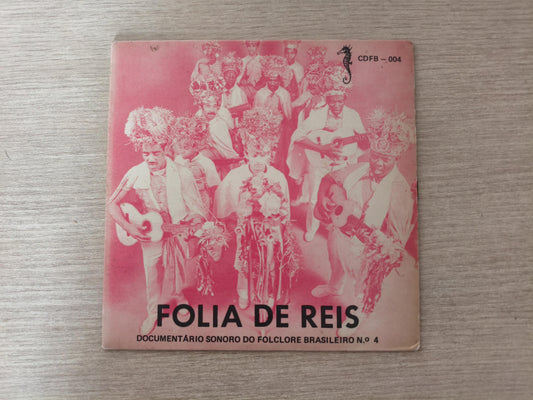 CDFB - 004
FOLIA DE REIS
DOCUMENTÁRIO SONORO DO FOLCLORE BRASILEIRO N.º 4